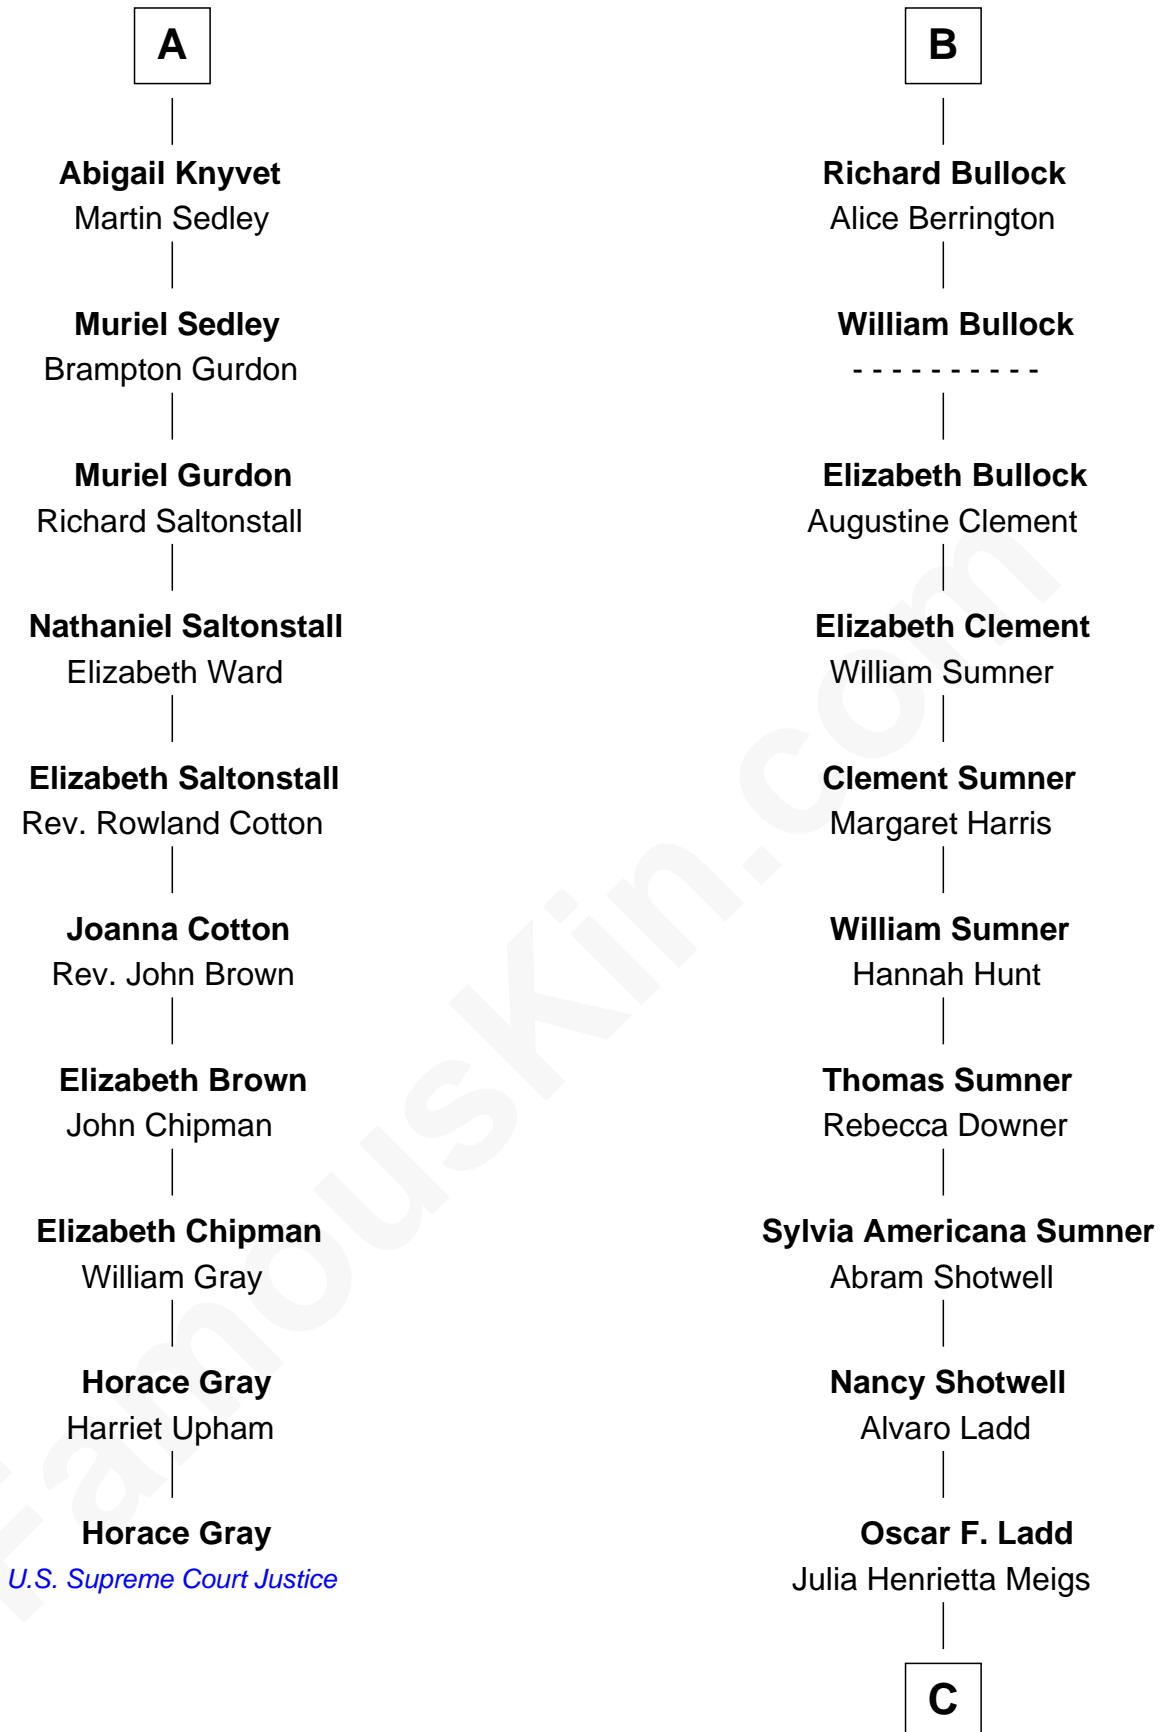 A
Abigail Knyvet
Martin Sedley
Muriel Sedley
Brampton Gurdon
Muriel Gurdon
Richard Saltonstall
Nathaniel Saltonstall
Elizabeth Ward
Elizabeth Saltonstall
Rev. Rowland Cotton
Joanna Cotton
Rev. John Brown
Elizabeth Brown
John Chipman
Elizabeth Chipman
William Gray
Horace Gray
Harriet Upham
Horace Gray
U.S. Supreme Court Justice
B
Richard Bullock
Alice Berrington
William Bullock
- - - - - - - - - -
Elizabeth Bullock
Augustine Clement
Elizabeth Clement
William Sumner
Clement Sumner
Margaret Harris
William Sumner
Hannah Hunt
Thomas Sumner
Rebecca Downer
Sylvia Americana Sumner
Abram Shotwell
Nancy Shotwell
Alvaro Ladd
Oscar F. Ladd
Julia Henrietta Meigs
C
FamousKin.com